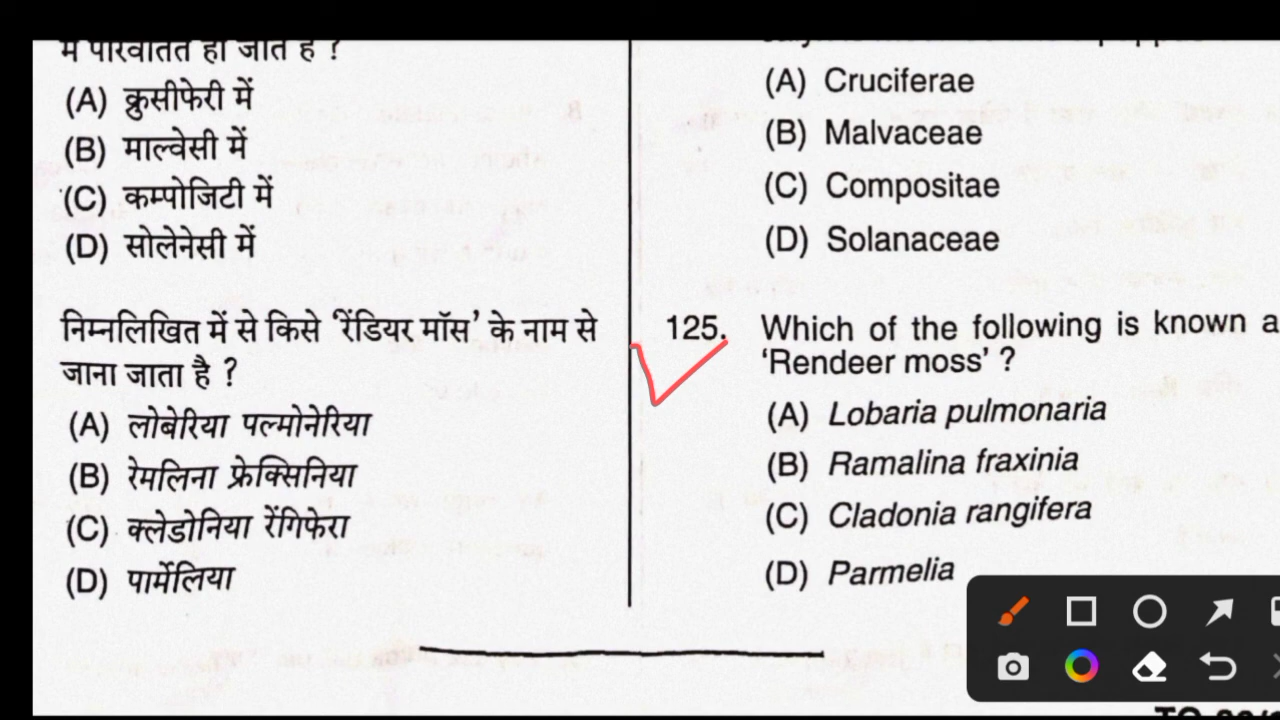 में परिवर्तित हो जाते हैं ?
(A) क्रुसीफेरी में
(B) माल्वेसी में
(C) कम्पोजिटी में
(D) सोलेनेसी में
निम्नलिखित में से किसे 'रेंडियर मॉस' के नाम से
जाना जाता है ?
(A) लोबेरिया पल्मोनेरिया
(B) रेमलिना फ्रेक्सिनिया
(C) क्लेडोनिया रेंगिफेरा
(D) पार्मेलिया
(A) Cruciferae
(B) Malvaceae
(C) Compositae
(D) Solanaceae
125. Which of the following is known a
'Rendeer moss' ?
(A) Lobaria pulmonaria
(B) Ramalina fraxinia
(C) Cladonia rangifera
(D) Parmelia